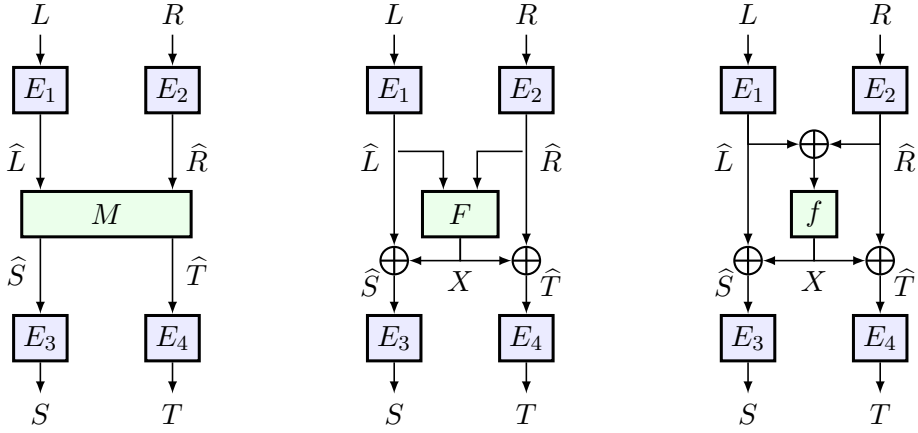 L R L R L R
E₁ E₂ E₁ E₂ E₁ E₂
L̂ R̂ L̂ R̂ L̂ R̂
M F f
Ŝ T̂ Ŝ X T̂ Ŝ X T̂
E₃ E₄ E₃ E₄ E₃ E₄
S T S T S T